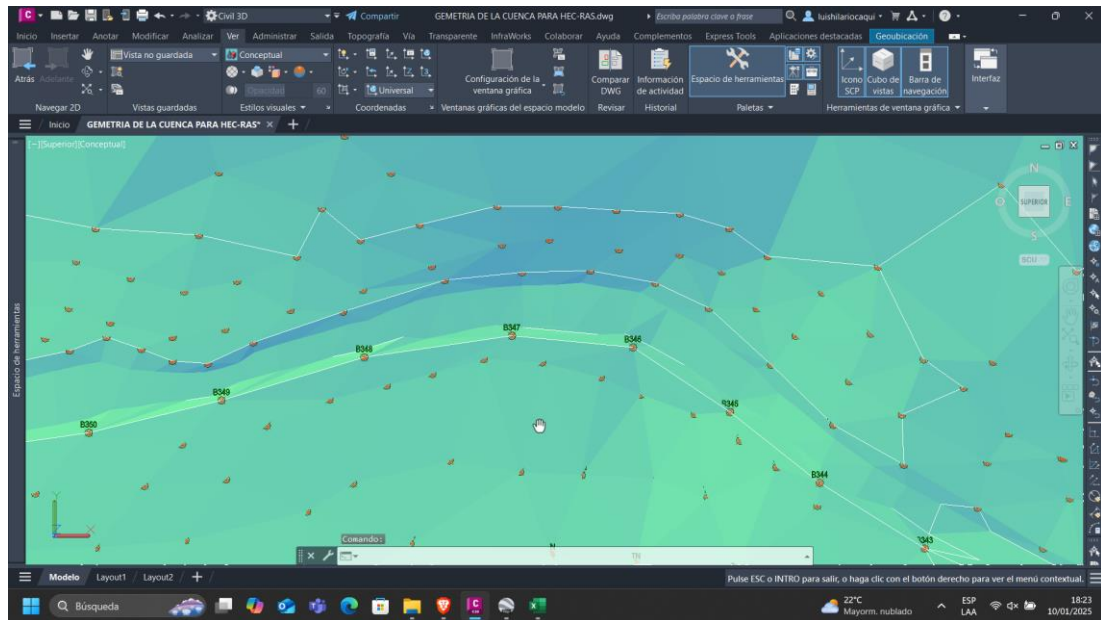 Civil 3D
Compartir
GEMETRIA DE LA CUENCA PARA HEC-RAS.dwg
Escriba palabra clave o frase
luishilariocaqui
Inicio Insertar Anotar Modificar Analizar Ver Administrar Salida Topografía Vía Transparente InfraWorks Colaborar Ayuda Complementos Express Tools Aplicaciones destacadas Geoubicación
Atrás Adelante
Vista no guardada
Conceptual
Opacidad 60
Universal
Configuración de la ventana gráfica
Comparar DWG
Información de actividad
Espacio de herramientas
Icono SCP
Cubo de vistas
Barra de navegación
Interfaz
Navegar 2D Vistas guardadas Estilos visuales Coordenadas Ventanas gráficas del espacio modelo Revisar Historial Paletas Herramientas de ventana gráfica
Inicio GEMETRIA DE LA CUENCA PARA HEC-RAS*
[–][Superior][Conceptual]
N
O SUPERIOR E
S
SCU
Espacio de herramientas
B347
B346
B348
B349
B345
B350
B344
B343
Y
Z X
Comando:
TN
Modelo Layout1 Layout2
Pulse ESC o INTRO para salir, o haga clic con el botón derecho para ver el menú contextual.
Búsqueda
22°C
Mayorm. nublado
ESP
LAA
18:23
10/01/2025